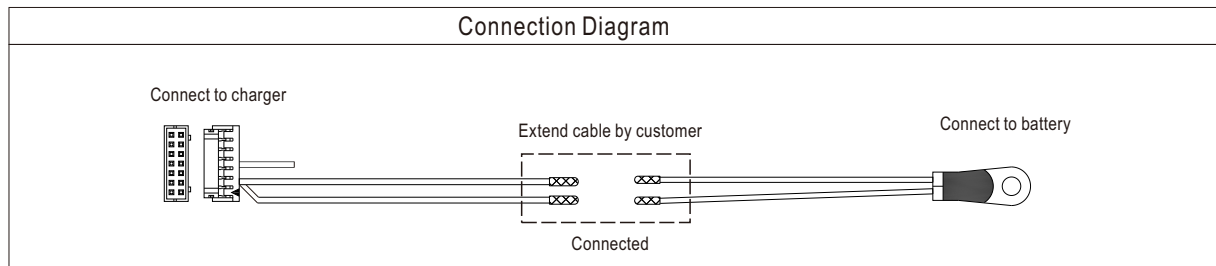 Connection Diagram
Connect to charger
Extend cable by customer
Connect to battery
Connected